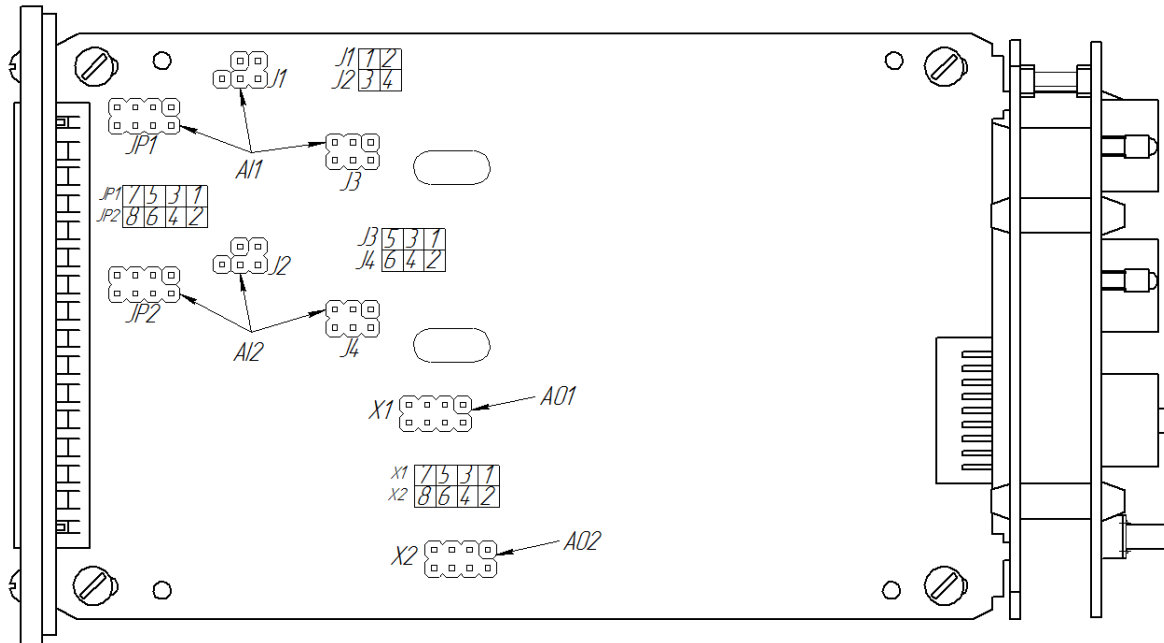 J1 1 2
J2 3 4
J1
JP1
AI1
J3
JP1 7 5 3 1
JP2 8 6 4 2
J3 5 3 1
J4 6 4 2
J2
JP2
AI2
J4
X1
AO1
X1 7 5 3 1
X2 8 6 4 2
X2
AO2